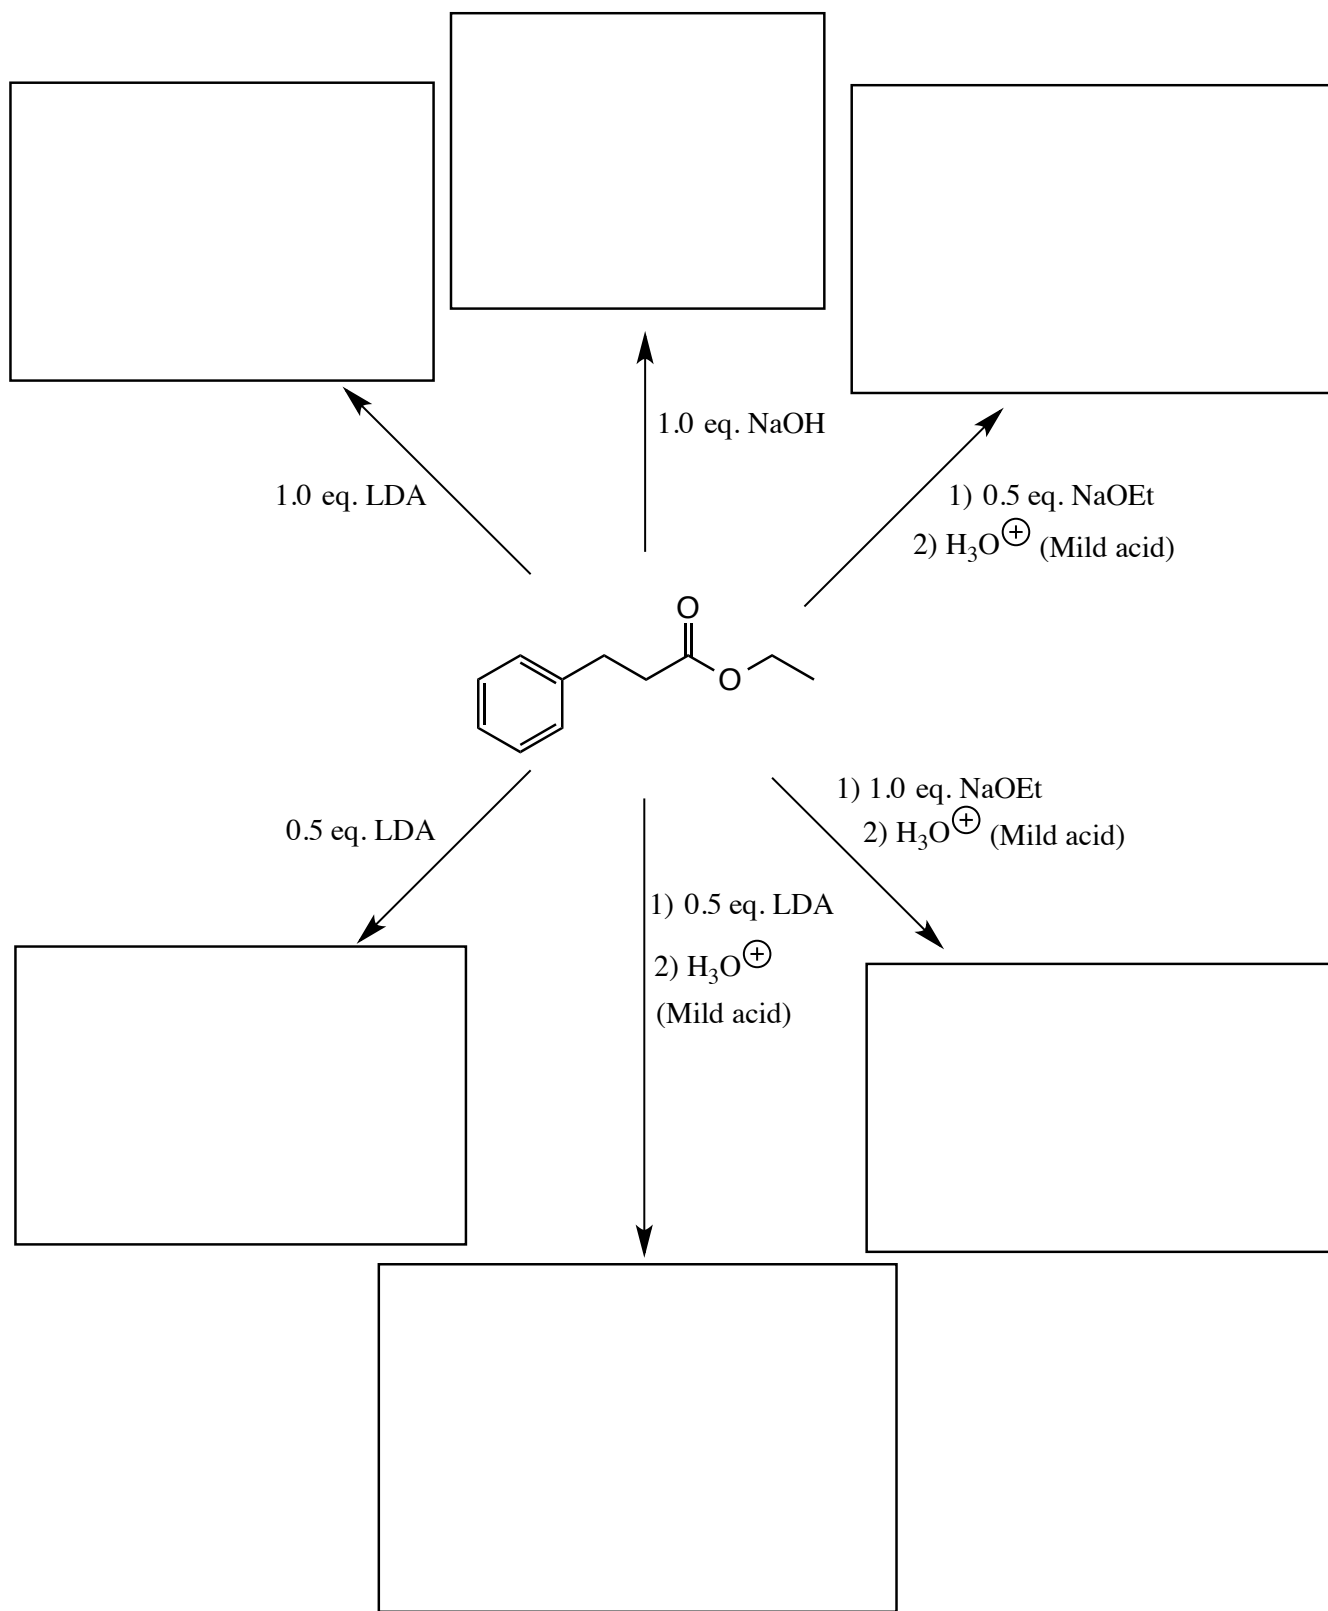 1.0 eq. NaOH
1.0 eq. LDA
1) 0.5 eq. NaOEt
2) H₃O⊕ (Mild acid)
O
O
0.5 eq. LDA
1) 1.0 eq. NaOEt
2) H₃O⊕ (Mild acid)
1) 0.5 eq. LDA
2) H₃O⊕
(Mild acid)